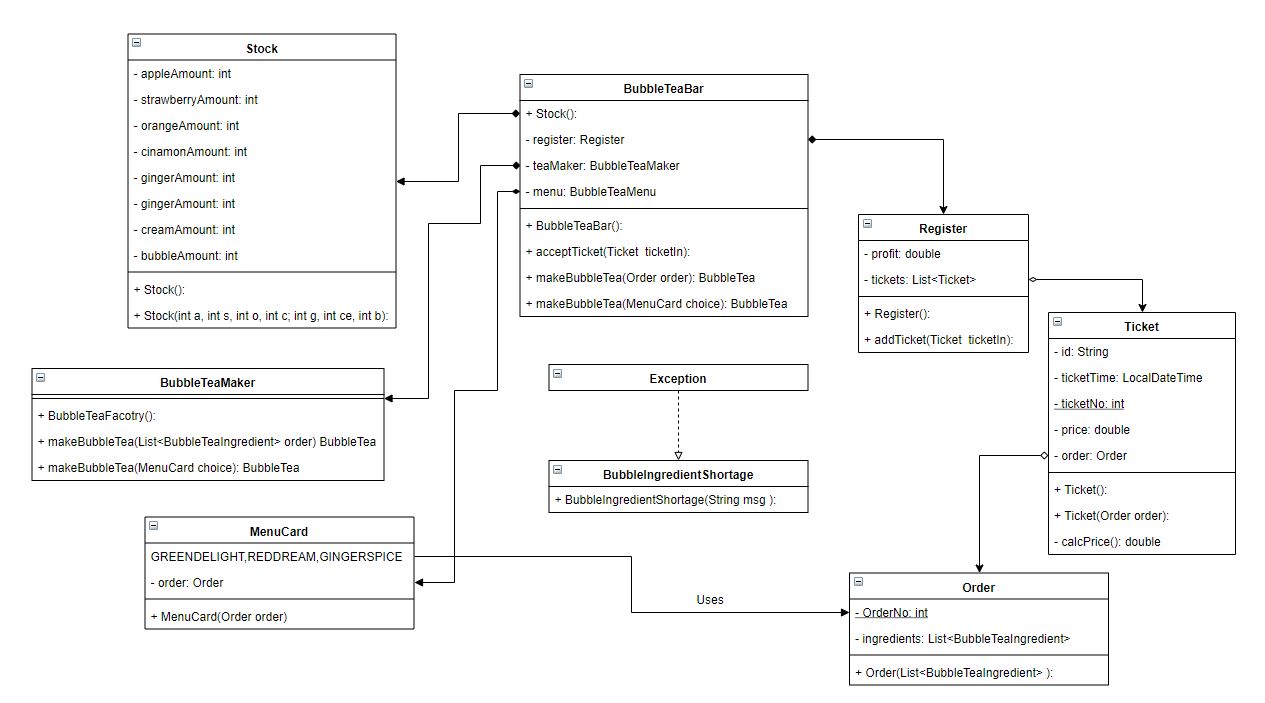 Stock
- appleAmount: int
- strawberryAmount: int
- orangeAmount: int
- cinamonAmount: int
- gingerAmount: int
- gingerAmount: int
- creamAmount: int
- bubbleAmount: int
+ Stock():
+ Stock(int a, int s, int o, int c; int g, int ce, int b):
BubbleTeaBar
+ Stock():
- register: Register
- teaMaker: BubbleTeaMaker
- menu: BubbleTeaMenu
+ BubbleTeaBar():
+ acceptTicket(Ticket ticketIn):
+ makeBubbleTea(Order order): BubbleTea
+ makeBubbleTea(MenuCard choice): BubbleTea
Register
- profit: double
- tickets: List<Ticket>
+ Register():
+ addTicket(Ticket ticketIn):
Ticket
- id: String
- ticketTime: LocalDateTime
- ticketNo: int
- price: double
- order: Order
+ Ticket():
+ Ticket(Order order):
- calcPrice(): double
BubbleTeaMaker
+ BubbleTeaFacotry():
+ makeBubbleTea(List<BubbleTeaIngredient> order) BubbleTea
+ makeBubbleTea(MenuCard choice): BubbleTea
Exception
BubbleIngredientShortage
+ BubbleIngredientShortage(String msg ):
MenuCard
GREENDELIGHT,REDDREAM,GINGERSPICE
- order: Order
+ MenuCard(Order order)
Uses
Order
- OrderNo: int
- ingredients: List<BubbleTeaIngredient>
+ Order(List<BubbleTeaIngredient> ):